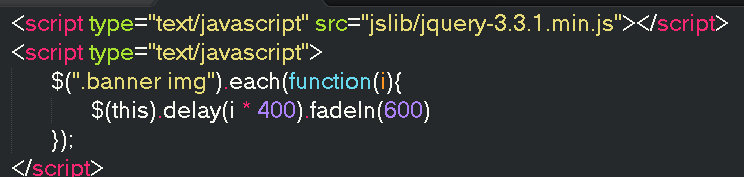 <script type="text/javascript" src="jslib/jquery-3.3.1.min.js"></script>
<script type="text/javascript">
$(".banner img").each(function(i){
$(this).delay(i * 400).fadeIn(600)
});
</script>